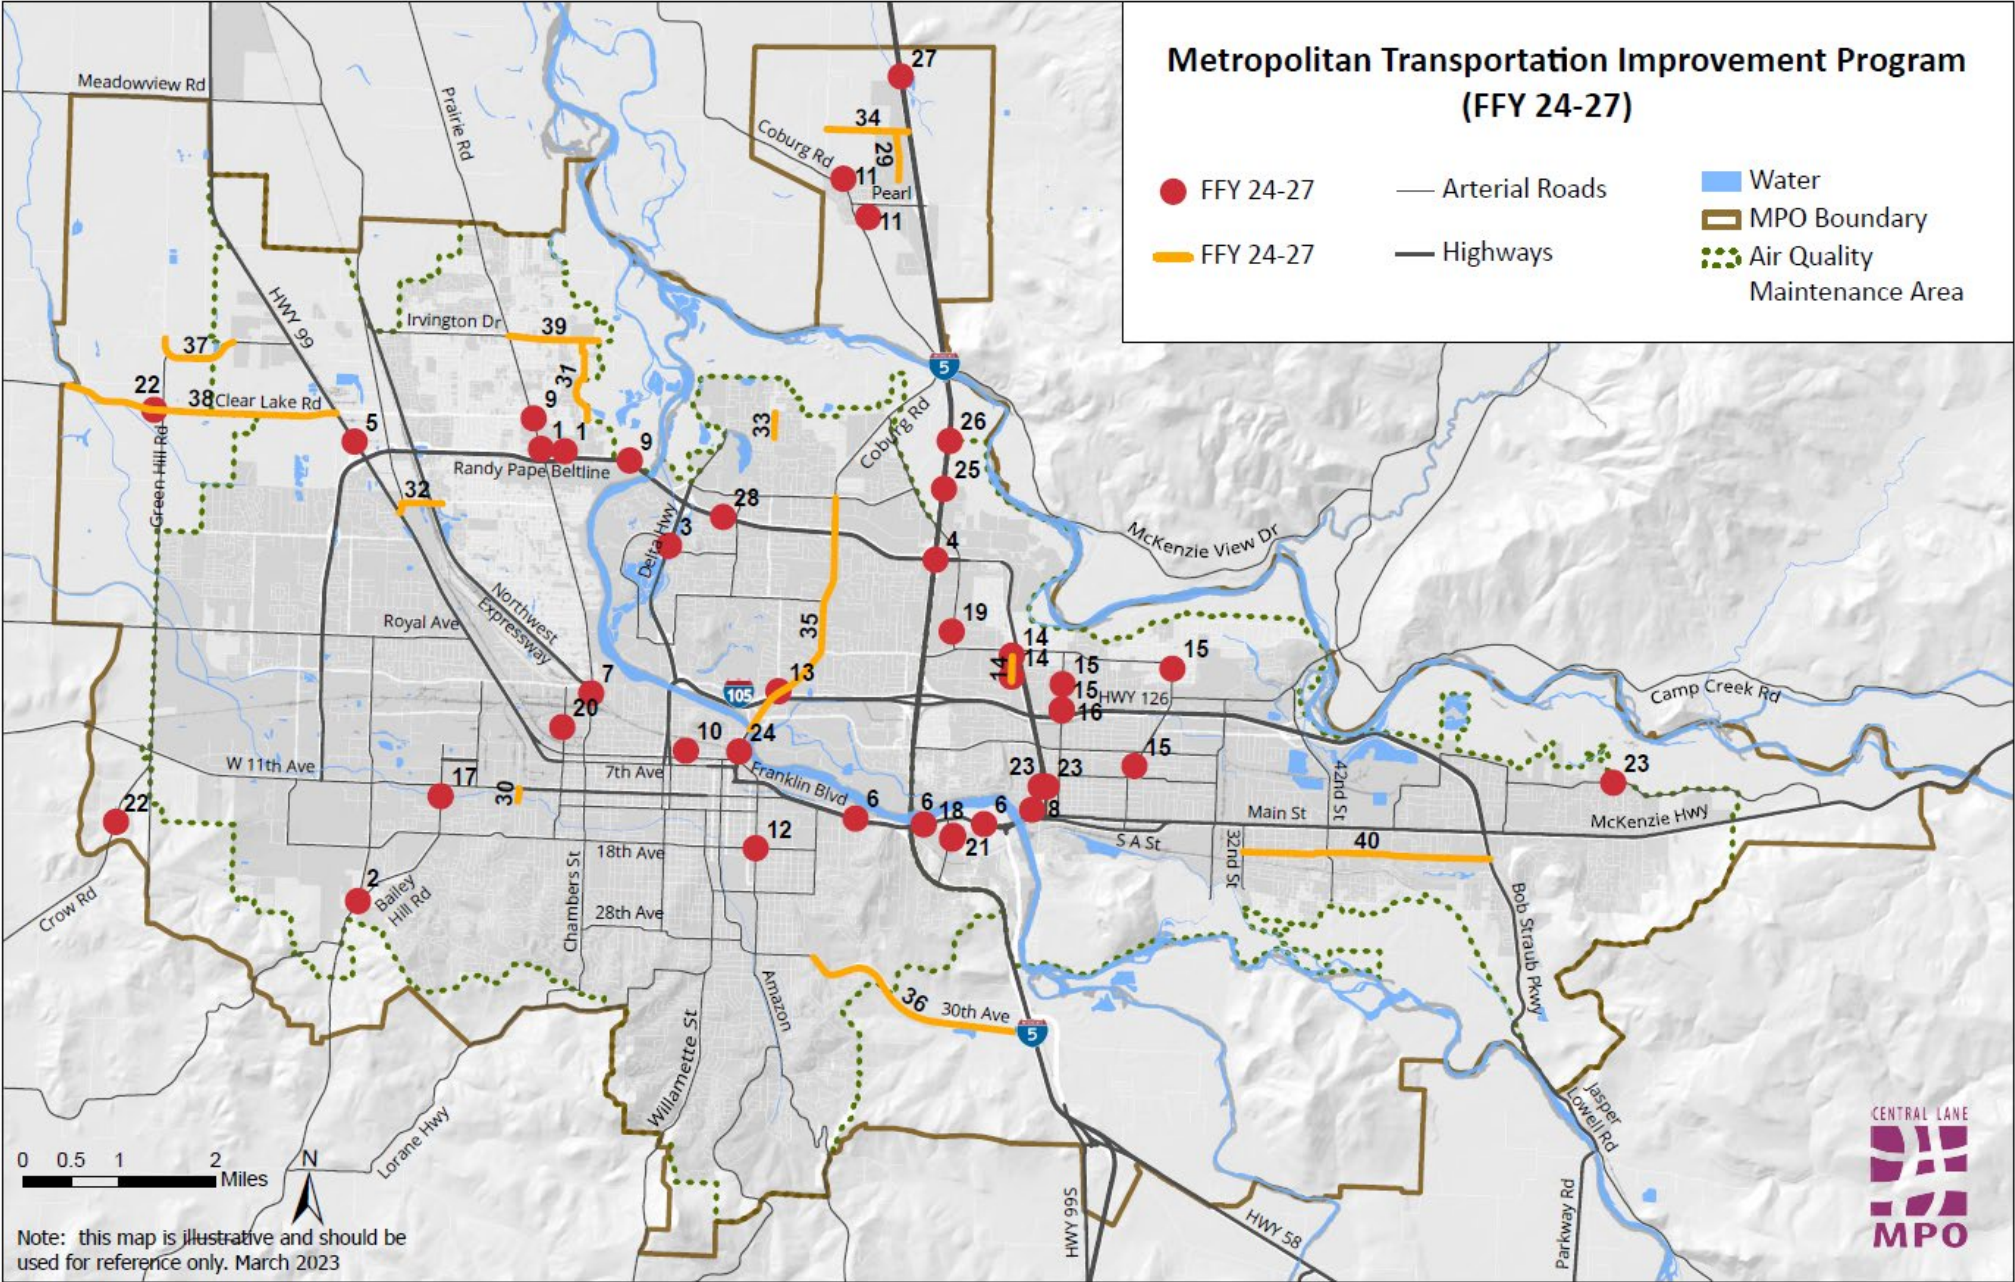 Metropolitan Transportation Improvement Program
(FFY 24-27)
FFY 24-27
Arterial Roads
Water
MPO Boundary
FFY 24-27
Highways
Air Quality
Maintenance Area
27
Meadowview Rd
Prairie Rd
34
Coburg Rd
29
11
Pearl
11
HWY 99
Irvington Dr
39
37
5
31
22
38
Clear Lake Rd
9
33
Coburg Rd
5
1
1
9
26
Randy Pape Beltline
25
Green Hill Rd
32
28
Delta Hwy
3
4
McKenzie View Dr
Northwest
Expressway
Royal Ave
35
19
14
14
14
15
15
15
7
13
105
HWY 126
16
Camp Creek Rd
20
10
24
W 11th Ave
7th Ave
Franklin Blvd
15
17
30
23
23
42nd St
23
22
6
6
18
6
8
Main St
McKenzie Hwy
12
21
S A St
32nd St
40
18th Ave
2
Bailey
Hill Rd
Chambers St
28th Ave
Crow Rd
Bob Straub Pkwy
Amazon
36
30th Ave
5
Willamette St
Jasper
Lowell Rd
Lorane Hwy
CENTRAL LANE
MPO
0 0.5 1 2
Miles
N
HWY 99S
HWY 58
Parkway Rd
Note: this map is illustrative and should be
used for reference only. March 2023